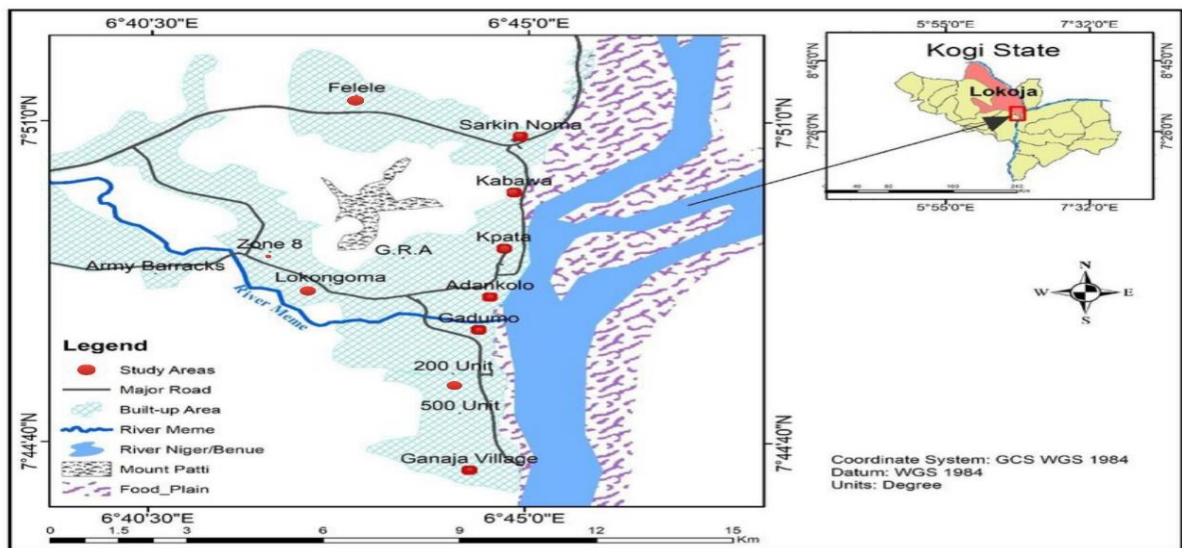 6°40'30"E
6°45'0"E
7°51'0"N
7°44'40"N
Felele
Sarkin Noma
Kabawa
Kpata
G.R.A
Zone 8
Army Barracks
Lokongoma
Adankolo
River Meme
Gadumo
200 Unit
500 Unit
Ganaja Village
Legend
Study Areas
Major Road
Built-up Area
River Meme
River Niger/Benue
Mount Patti
Food_Plain
7°51'0"N
7°44'40"N
6°40'30"E
6°45'0"E
0 1.5 3 6 9 12 15
Km
5°55'0"E
7°32'0"E
Kogi State
Lokoja
8°45'0"N
7°26'0"N
8°45'0"N
7°26'0"N
5°55'0"E
7°32'0"E
N
W E
S
Coordinate System: GCS WGS 1984
Datum: WGS 1984
Units: Degree